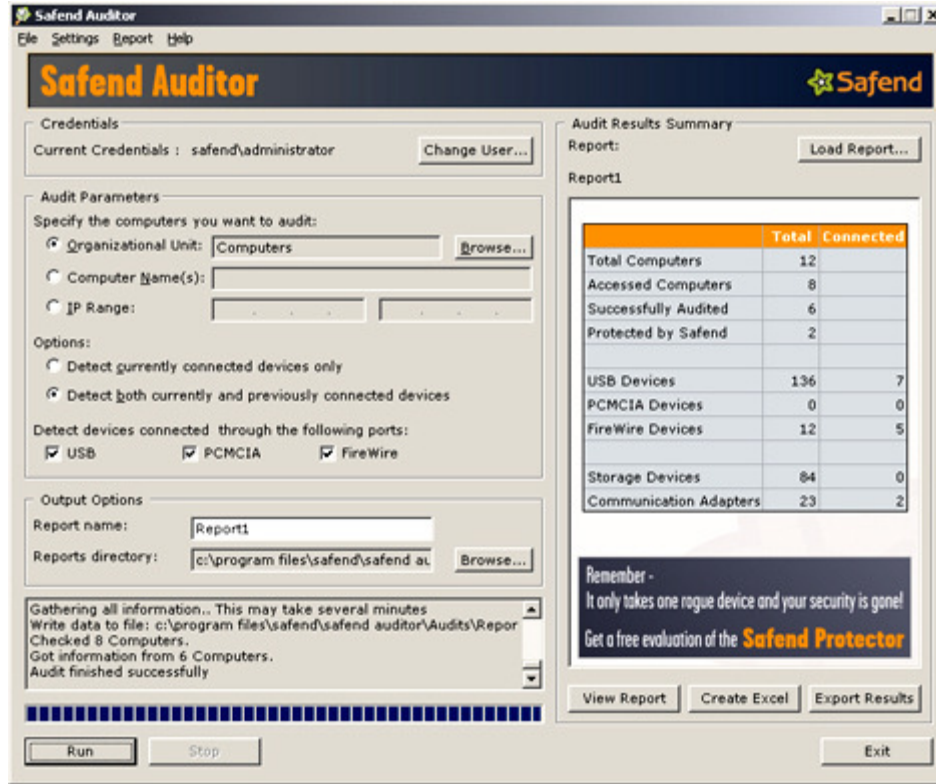 Safend Auditor
File Settings Report Help
Safend Auditor
Safend
Credentials
Current Credentials : safend\administrator
Change User...
Audit Parameters
Specify the computers you want to audit:
Organizational Unit: Computers Browse...
Computer Name(s):
IP Range: . . . . . .
Options:
Detect currently connected devices only
Detect both currently and previously connected devices
Detect devices connected through the following ports:
USB PCMCIA FireWire
Output Options
Report name: Report1
Reports directory: c:\program files\safend\safend au Browse...
Gathering all information.. This may take several minutes
Write data to file: c:\program files\safend\safend auditor\Audits\Repor
Checked 8 Computers.
Got information from 6 Computers.
Audit finished successfully
Run Stop
Audit Results Summary
Report: Load Report...
Report1
Total Connected
Total Computers 12
Accessed Computers 8
Successfully Audited 6
Protected by Safend 2
USB Devices 136 7
PCMCIA Devices 0 0
FireWire Devices 12 5
Storage Devices 84 0
Communication Adapters 23 2
Remember -
It only takes one rogue device and your security is gone!
Get a free evaluation of the Safend Protector
View Report Create Excel Export Results
Exit